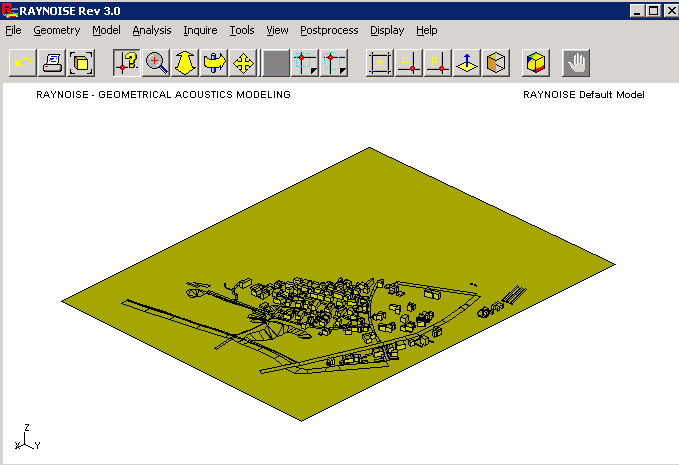 RAYNOISE Rev 3.0
File Geometry Model Analysis Inquire Tools View Postprocess Display Help
RAYNOISE - GEOMETRICAL ACOUSTICS MODELING RAYNOISE Default Model
Z
X Y